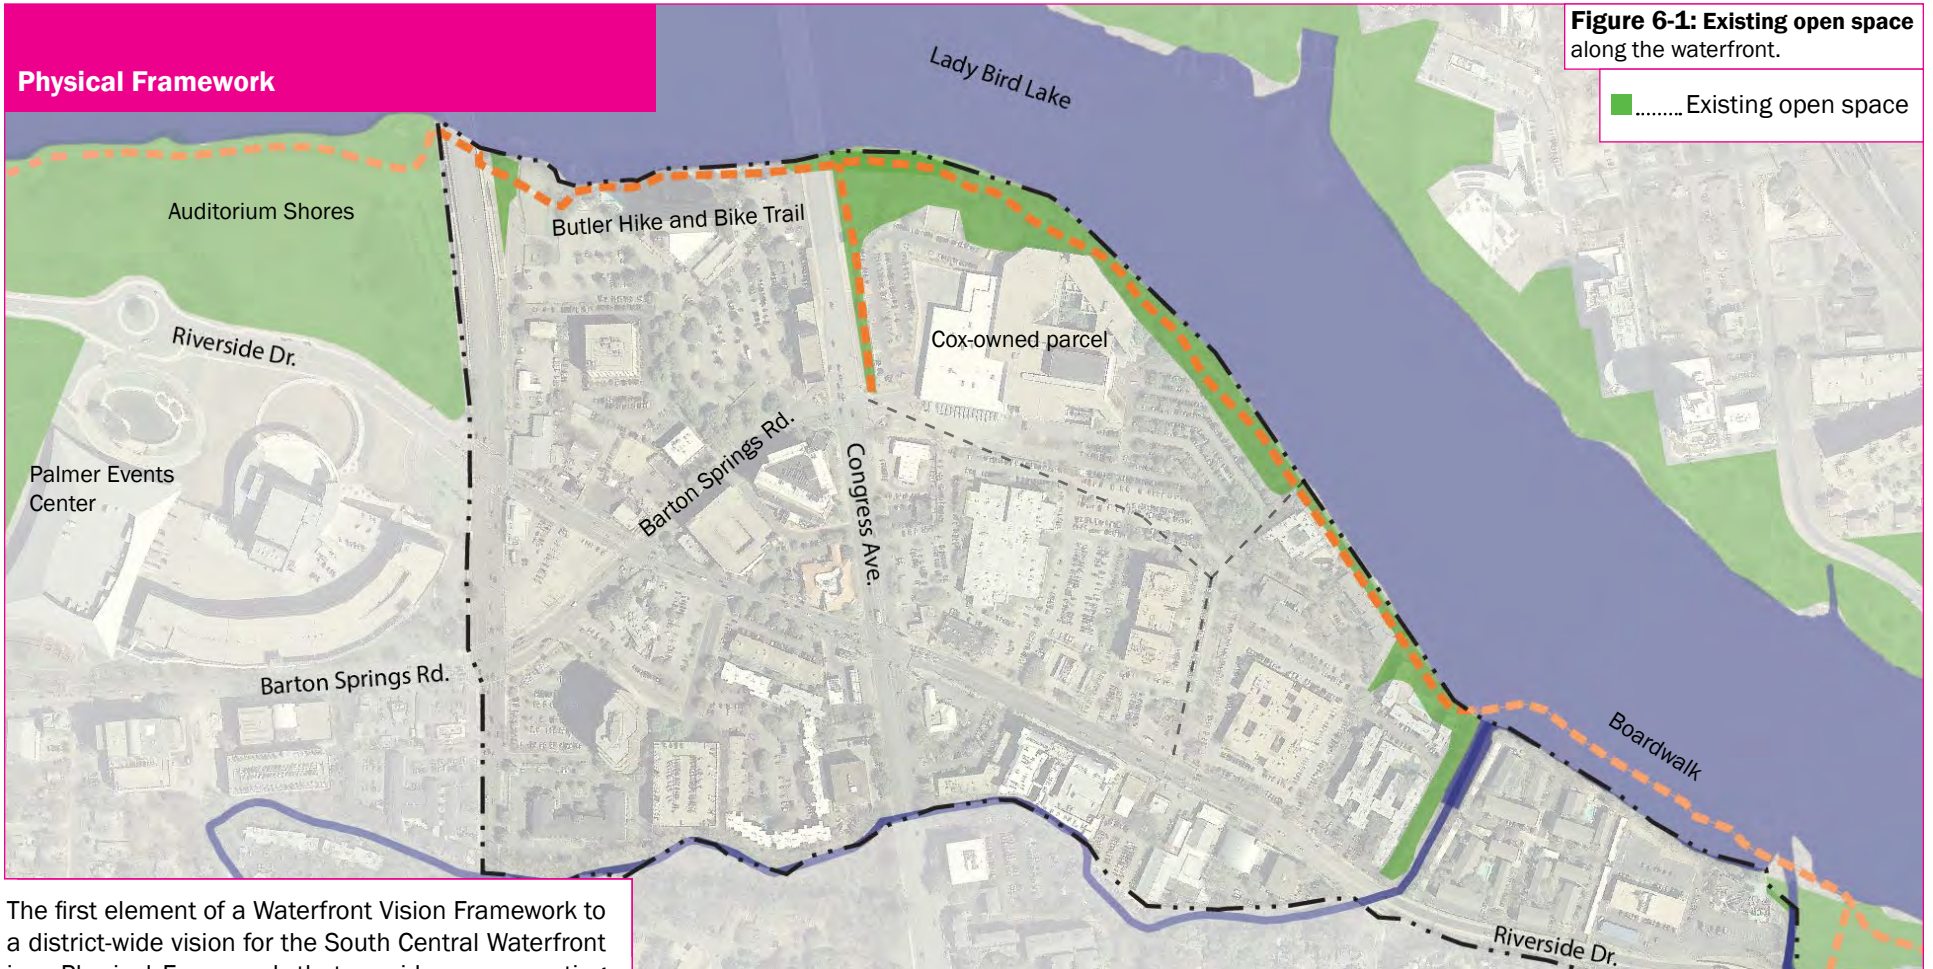 Physical Framework
Figure 6-1: Existing open space
along the waterfront.
......... Existing open space
Lady Bird Lake
Auditorium Shores
Butler Hike and Bike Trail
Riverside Dr.
Cox-owned parcel
Palmer Events
Center
Barton Springs Rd.
Congress Ave.
Barton Springs Rd.
Boardwalk
Riverside Dr.
The first element of a Waterfront Vision Framework to
a district-wide vision for the South Central Waterfront